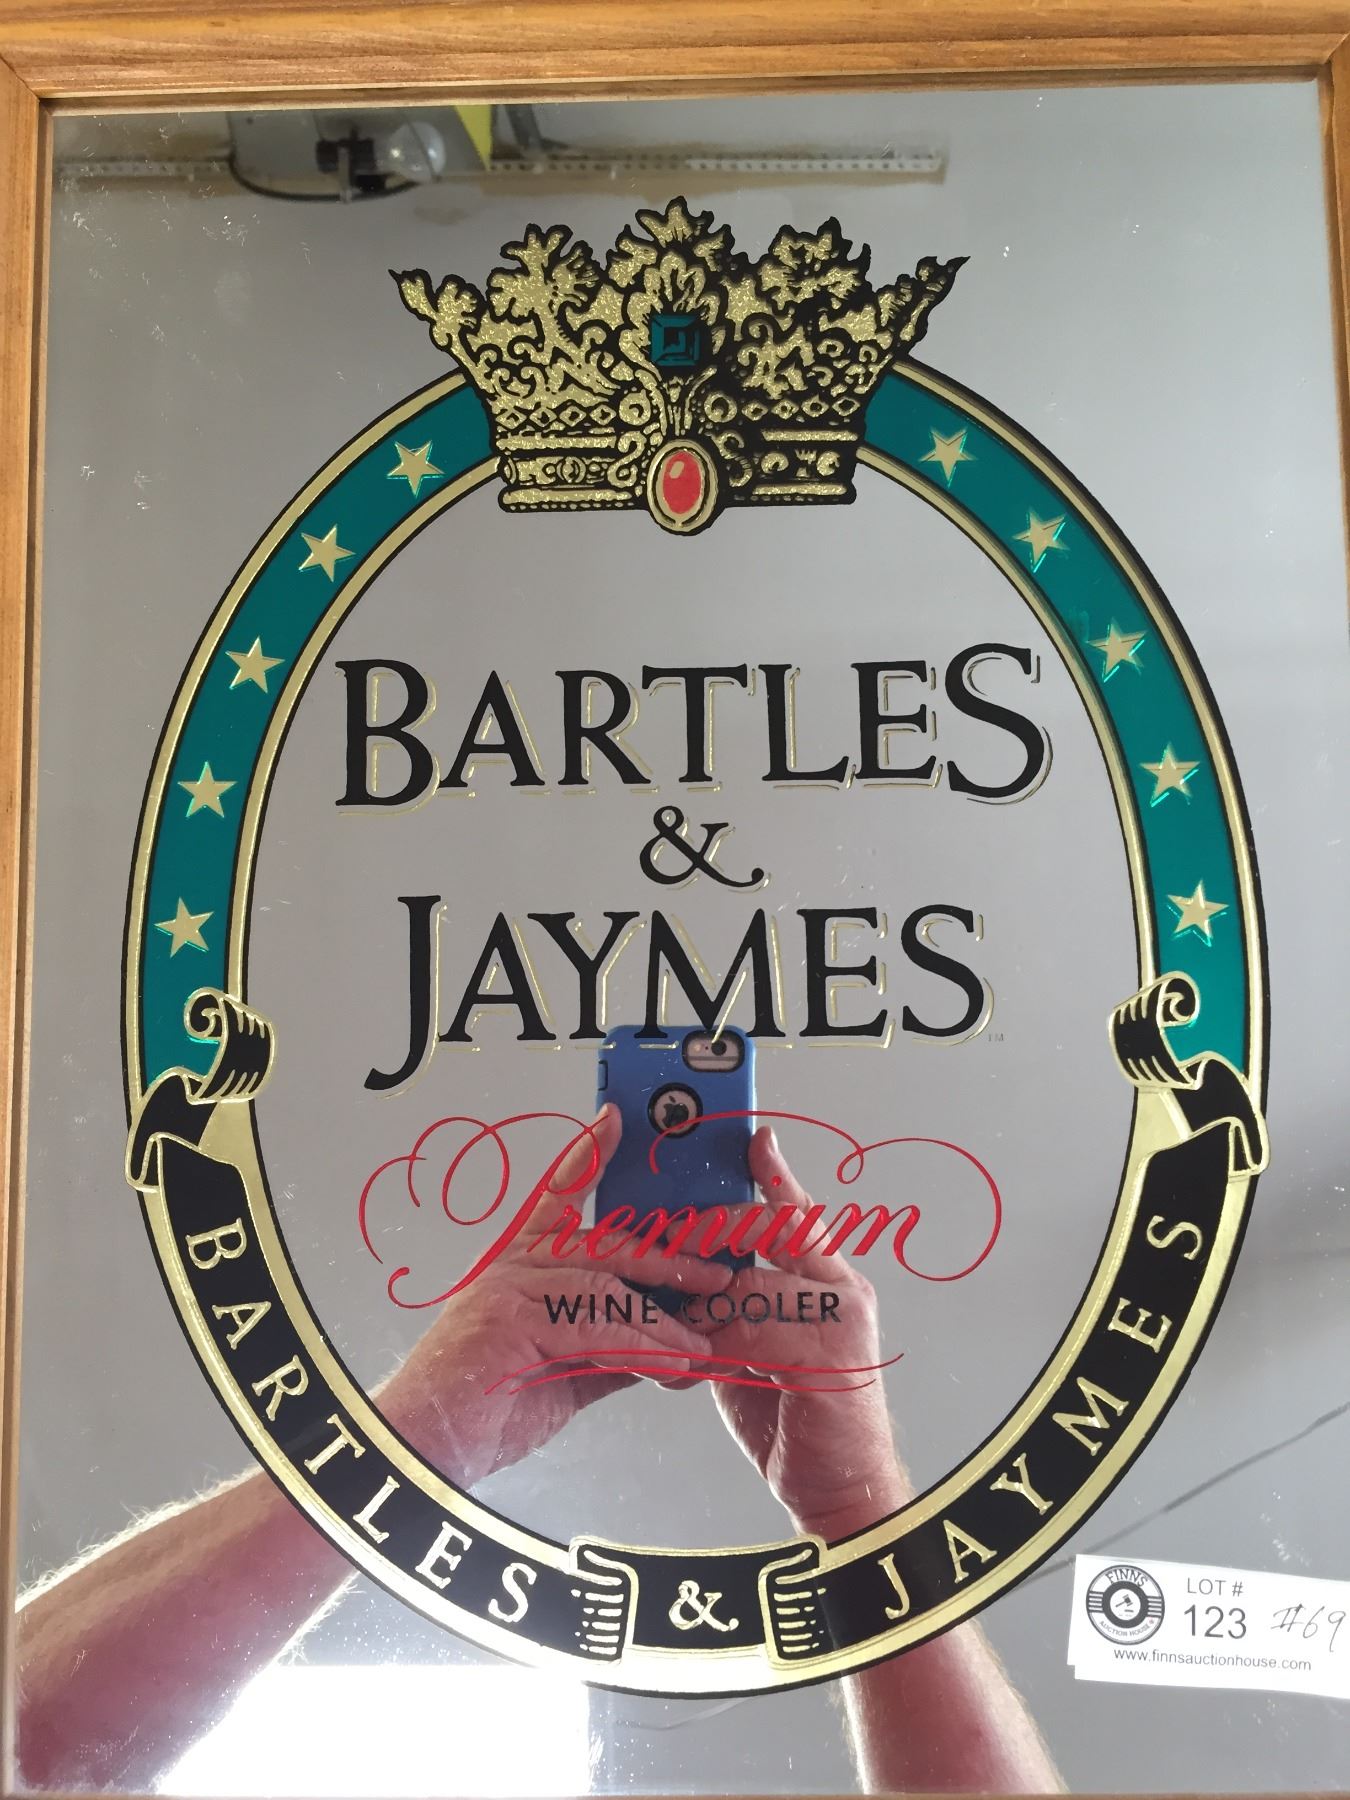 BARTLES
&
JAYMES
TM
Premium
WINE COOLER
BARTLES & JAYMES
FINNS
AUCTION HOUSE
LOT #
123 #69
www.finnsauctionhouse.com